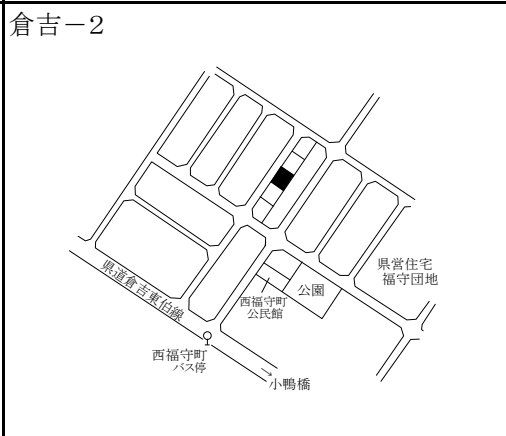 倉吉－2
県営住宅
福守団地
公園
西福守町
公民館
県道倉吉東伯線
西福守町
バス停
→小鴨橋